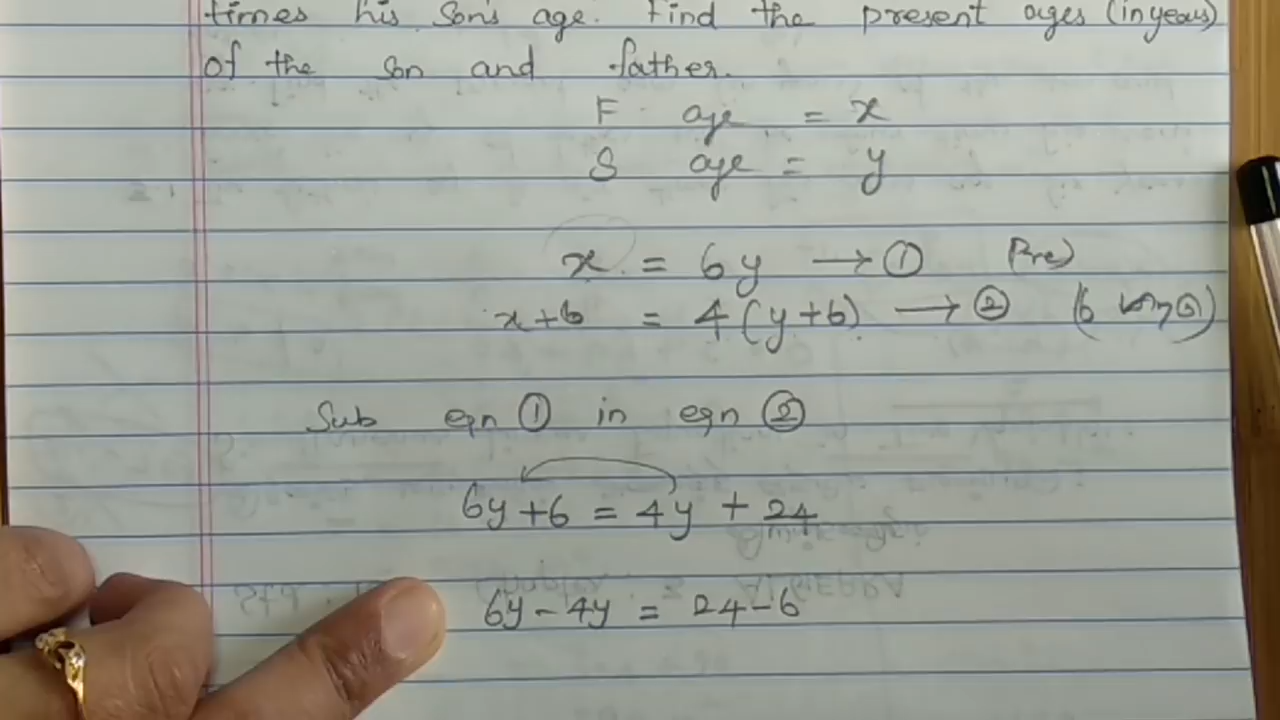 times his Son's age. Find the present ages (in years)
of the son and father.
F age = x
S age = y
x = 6y → ① (Pre)
x+6 = 4(y+6) → ② (6
Sub eqn ① in eqn ②
6y+6 = 4y + 24
6y - 4y = 24-6